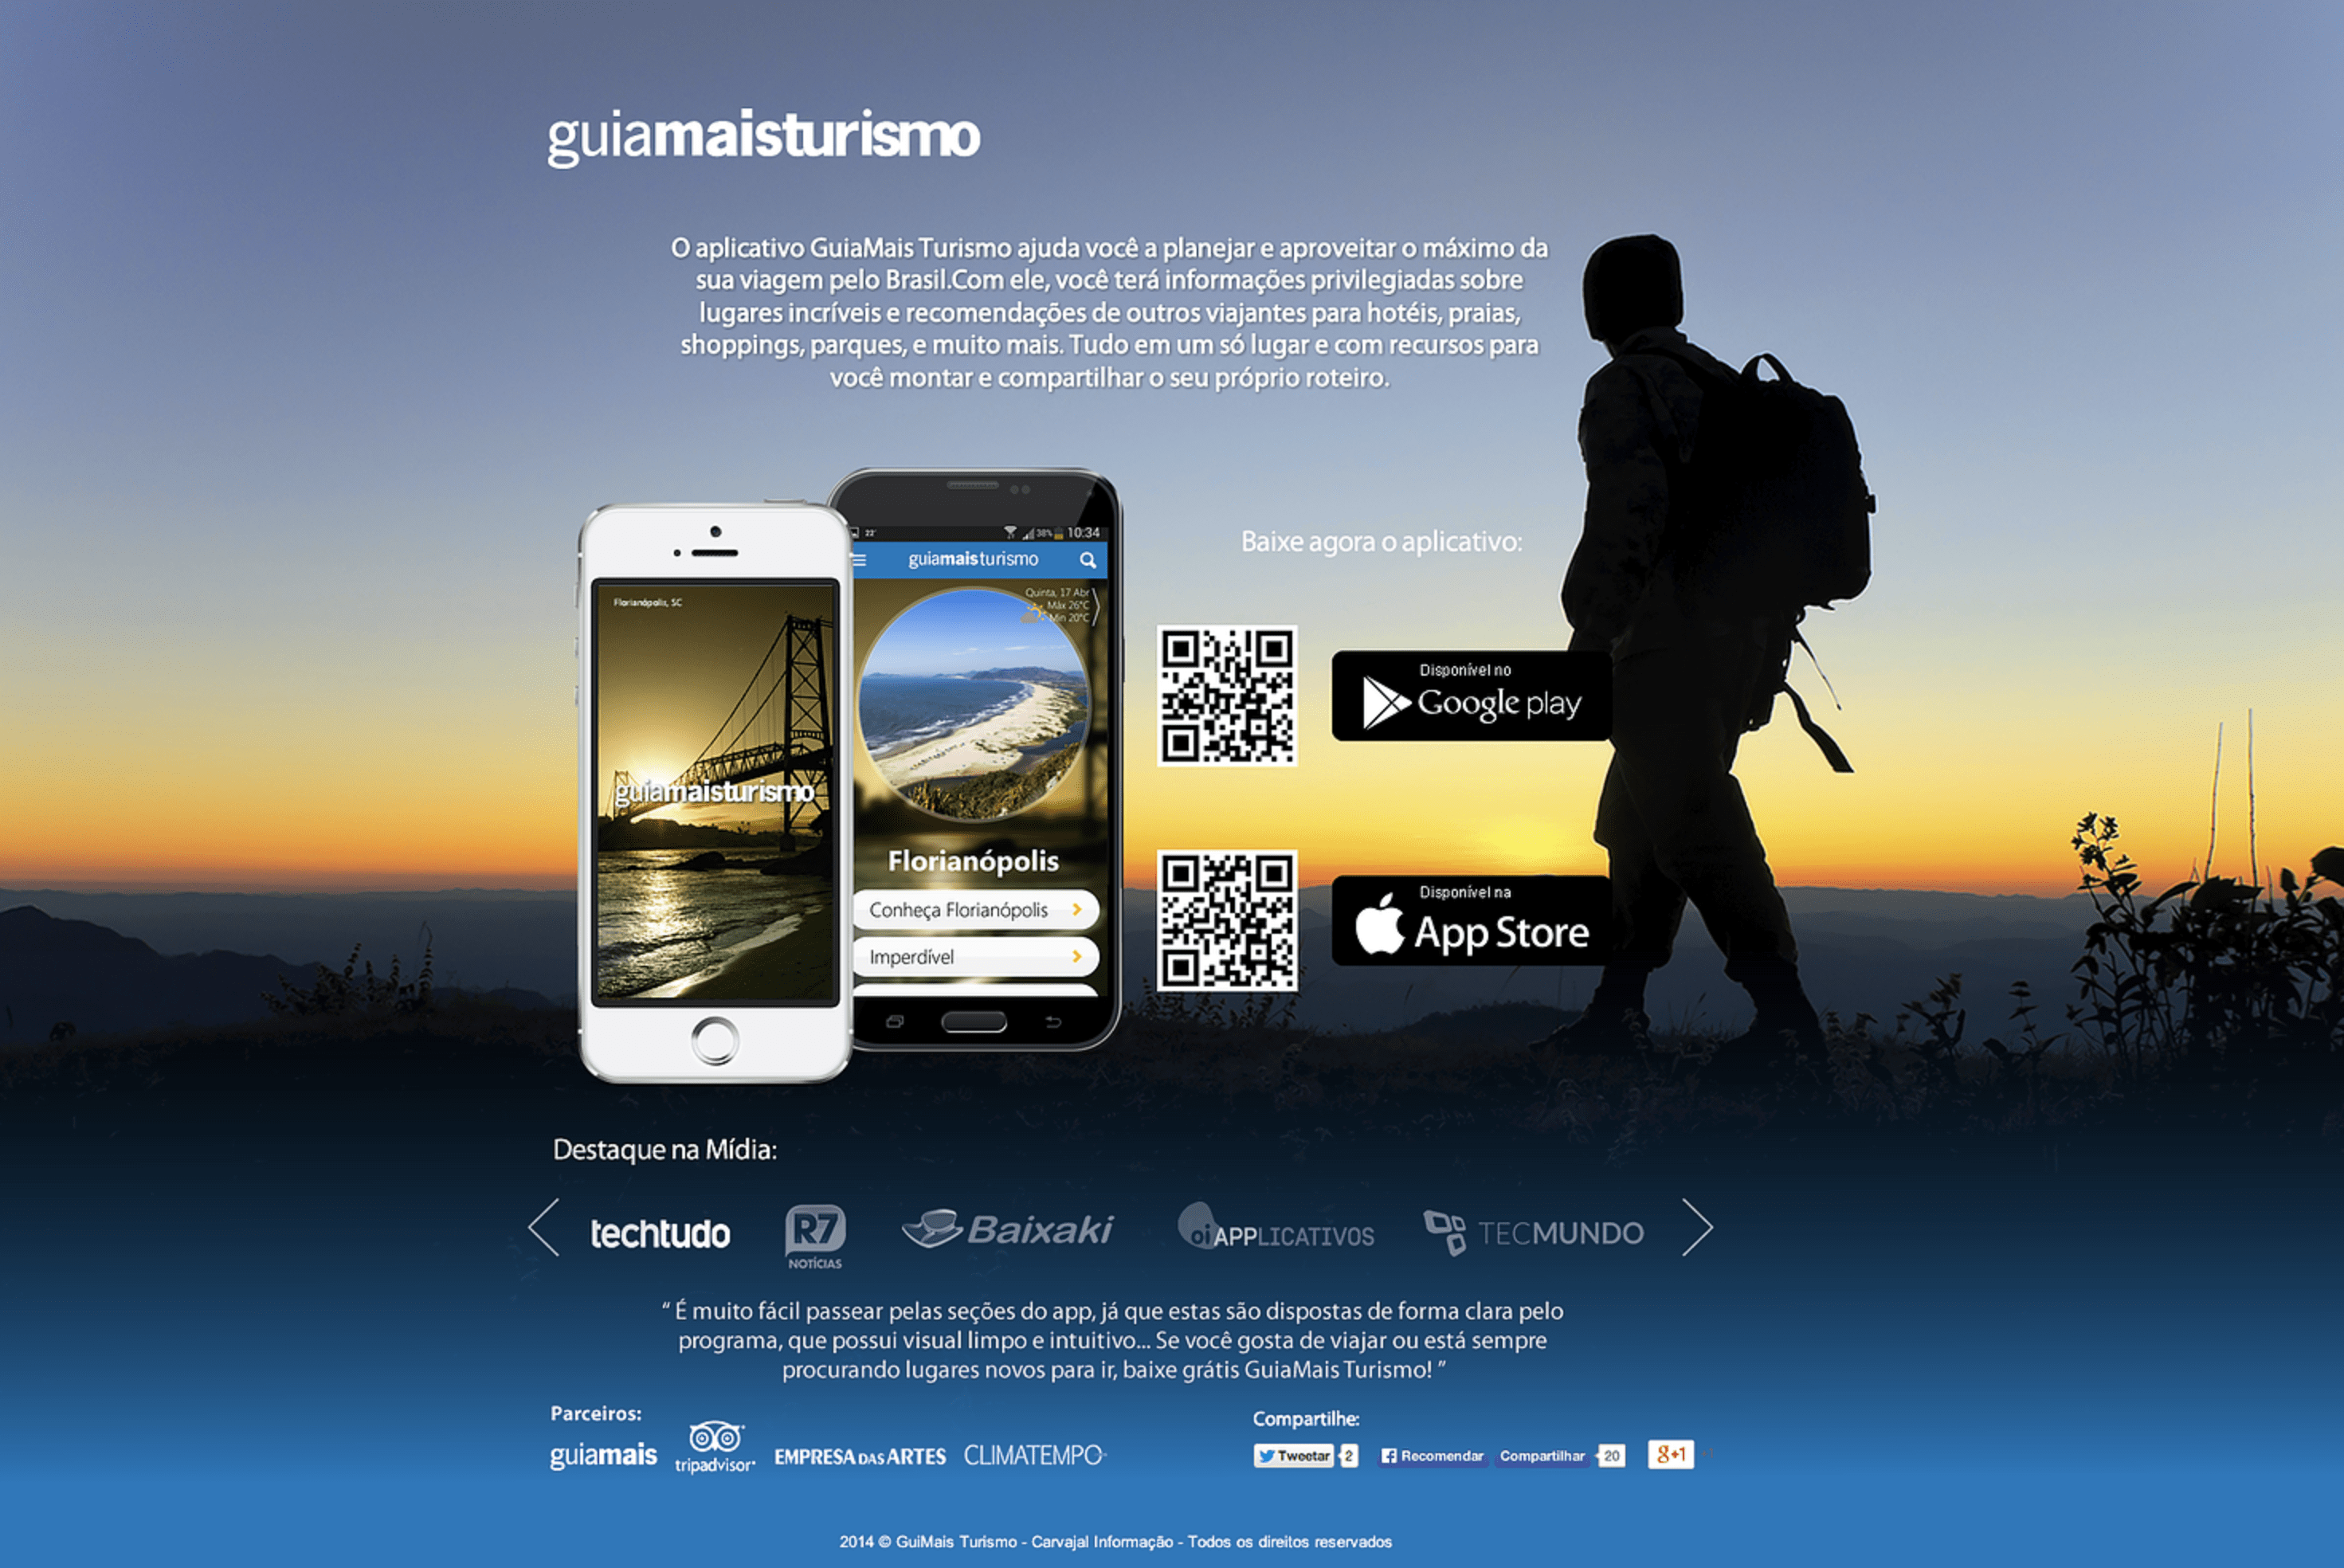 guiamaisturismo
O aplicativo GuiaMais Turismo ajuda você a planejar e aproveitar o máximo da
sua viagem pelo Brasil.Com ele, você terá informações privilegiadas sobre
lugares incríveis e recomendações de outros viajantes para hotéis, praias,
shoppings, parques, e muito mais. Tudo em um só lugar e com recursos para
você montar e compartilhar o seu próprio roteiro.
Florianópolis, SC
guiamaisturismo
22°
38% 10:34
guiamaisturismo
Quinta, 17 Abr
Máx 26°C
Min 20°C
Florianópolis
Conheça Florianópolis
Imperdível
Baixe agora o aplicativo:
Disponível no
Google play
Disponível na
App Store
Destaque na Mídia:
techtudo R7 NOTÍCIAS Baixaki oi APPLICATIVOS TECMUNDO
“ É muito fácil passear pelas seções do app, já que estas são dispostas de forma clara pelo
programa, que possui visual limpo e intuitivo... Se você gosta de viajar ou está sempre
procurando lugares novos para ir, baixe grátis GuiaMais Turismo! ”
Parceiros:
guiamais tripadvisor EMPRESA DAS ARTES CLIMATEMPO
Compartilhe:
Tweetar 2 Recomendar Compartilhar 20 g+1
2014 © GuiMais Turismo - Carvajal Informação - Todos os direitos reservados